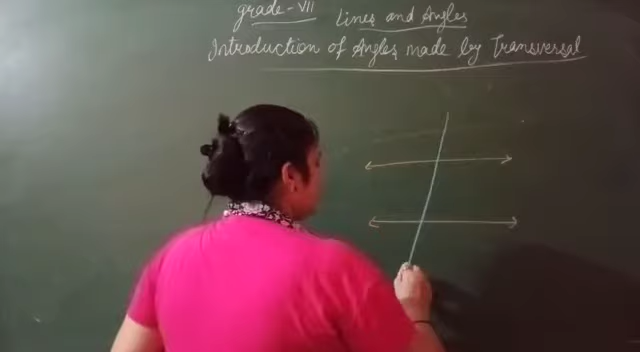 grade-VII
Lines and Angles
Introduction of Angles made by Transversal